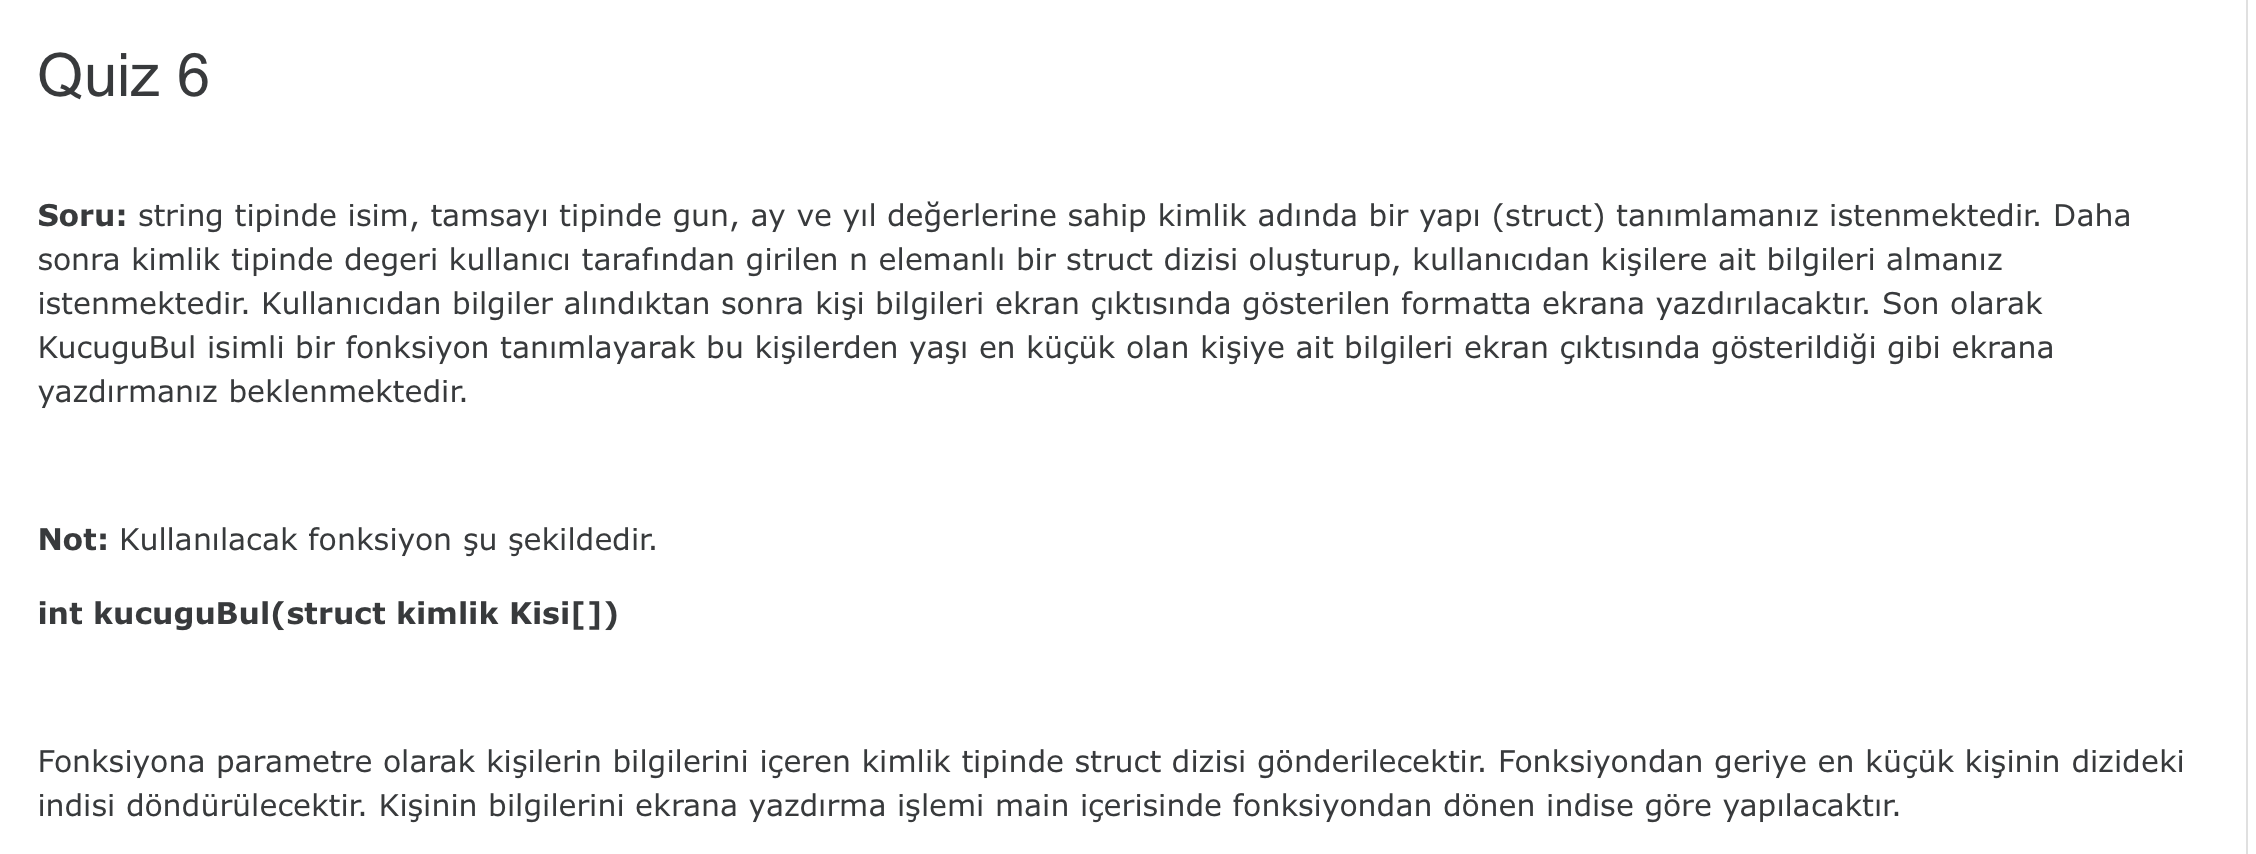 Quiz 6
Soru: string tipinde isim, tamsayı tipinde gun, ay ve yıl değerlerine sahip kimlik adında bir yapı (struct) tanımlamanız istenmektedir. Daha
sonra kimlik tipinde degeri kullanıcı tarafından girilen n elemanlı bir struct dizisi oluşturup, kullanıcıdan kişilere ait bilgileri almanız
istenmektedir. Kullanıcıdan bilgiler alındıktan sonra kişi bilgileri ekran çıktısında gösterilen formatta ekrana yazdırılacaktır. Son olarak
KucuguBul isimli bir fonksiyon tanımlayarak bu kişilerden yaşı en küçük olan kişiye ait bilgileri ekran çıktısında gösterildiği gibi ekrana
yazdırmanız beklenmektedir.
Not: Kullanılacak fonksiyon şu şekildedir.
int kucuguBul(struct kimlik Kisi[])
Fonksiyona parametre olarak kişilerin bilgilerini içeren kimlik tipinde struct dizisi gönderilecektir. Fonksiyondan geriye en küçük kişinin dizideki
indisi döndürülecektir. Kişinin bilgilerini ekrana yazdırma işlemi main içerisinde fonksiyondan dönen indise göre yapılacaktır.